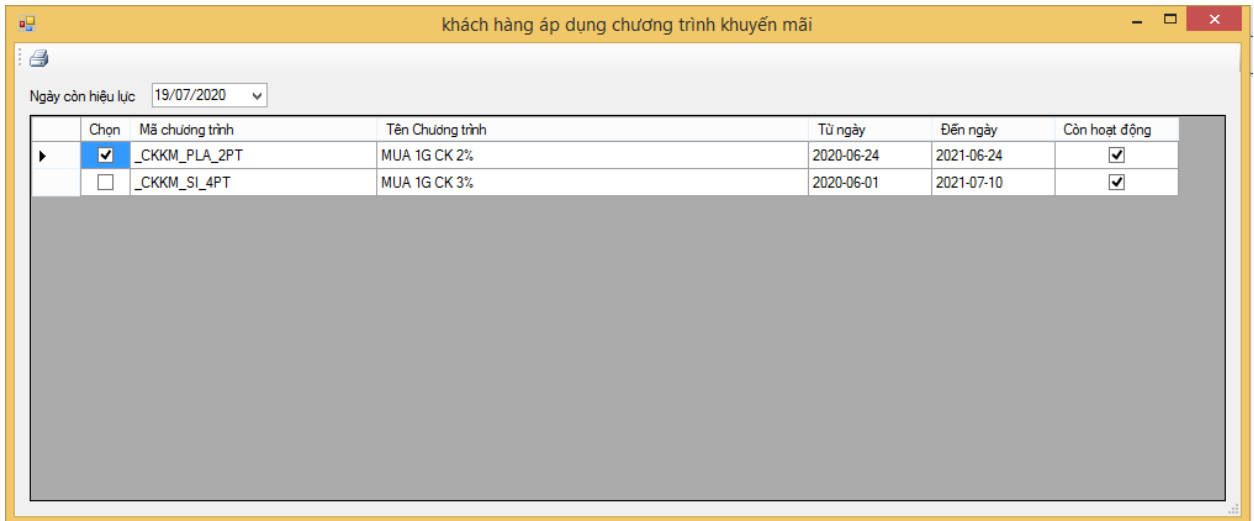 khách hàng áp dụng chương trình khuyến mãi
Ngày còn hiệu lực 19/07/2020
Chọn Mã chương trình Tên Chương trình Từ ngày Đến ngày Còn hoạt động
_CKKM_PLA_2PT MUA 1G CK 2% 2020-06-24 2021-06-24
_CKKM_SI_4PT MUA 1G CK 3% 2020-06-01 2021-07-10